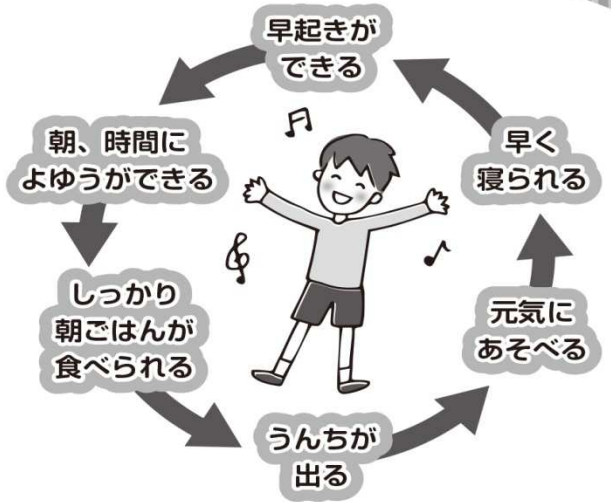 早起きが
できる
朝、時間に
よゆうができる
しっかり
朝ごはんが
食べられる
うんちが
出る
元気に
あそべる
早く
寝られる